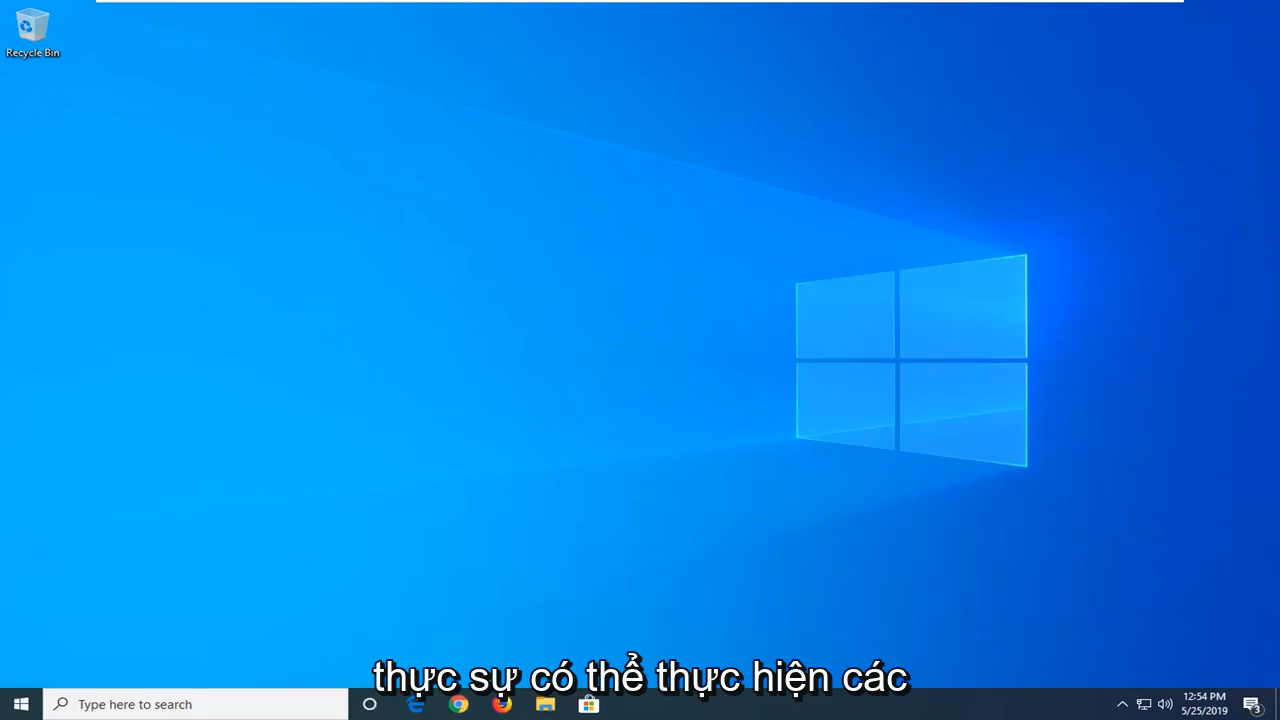 Recycle Bin
thực sự có thể thực hiện các
Type here to search
12:54 PM
5/25/2019
3